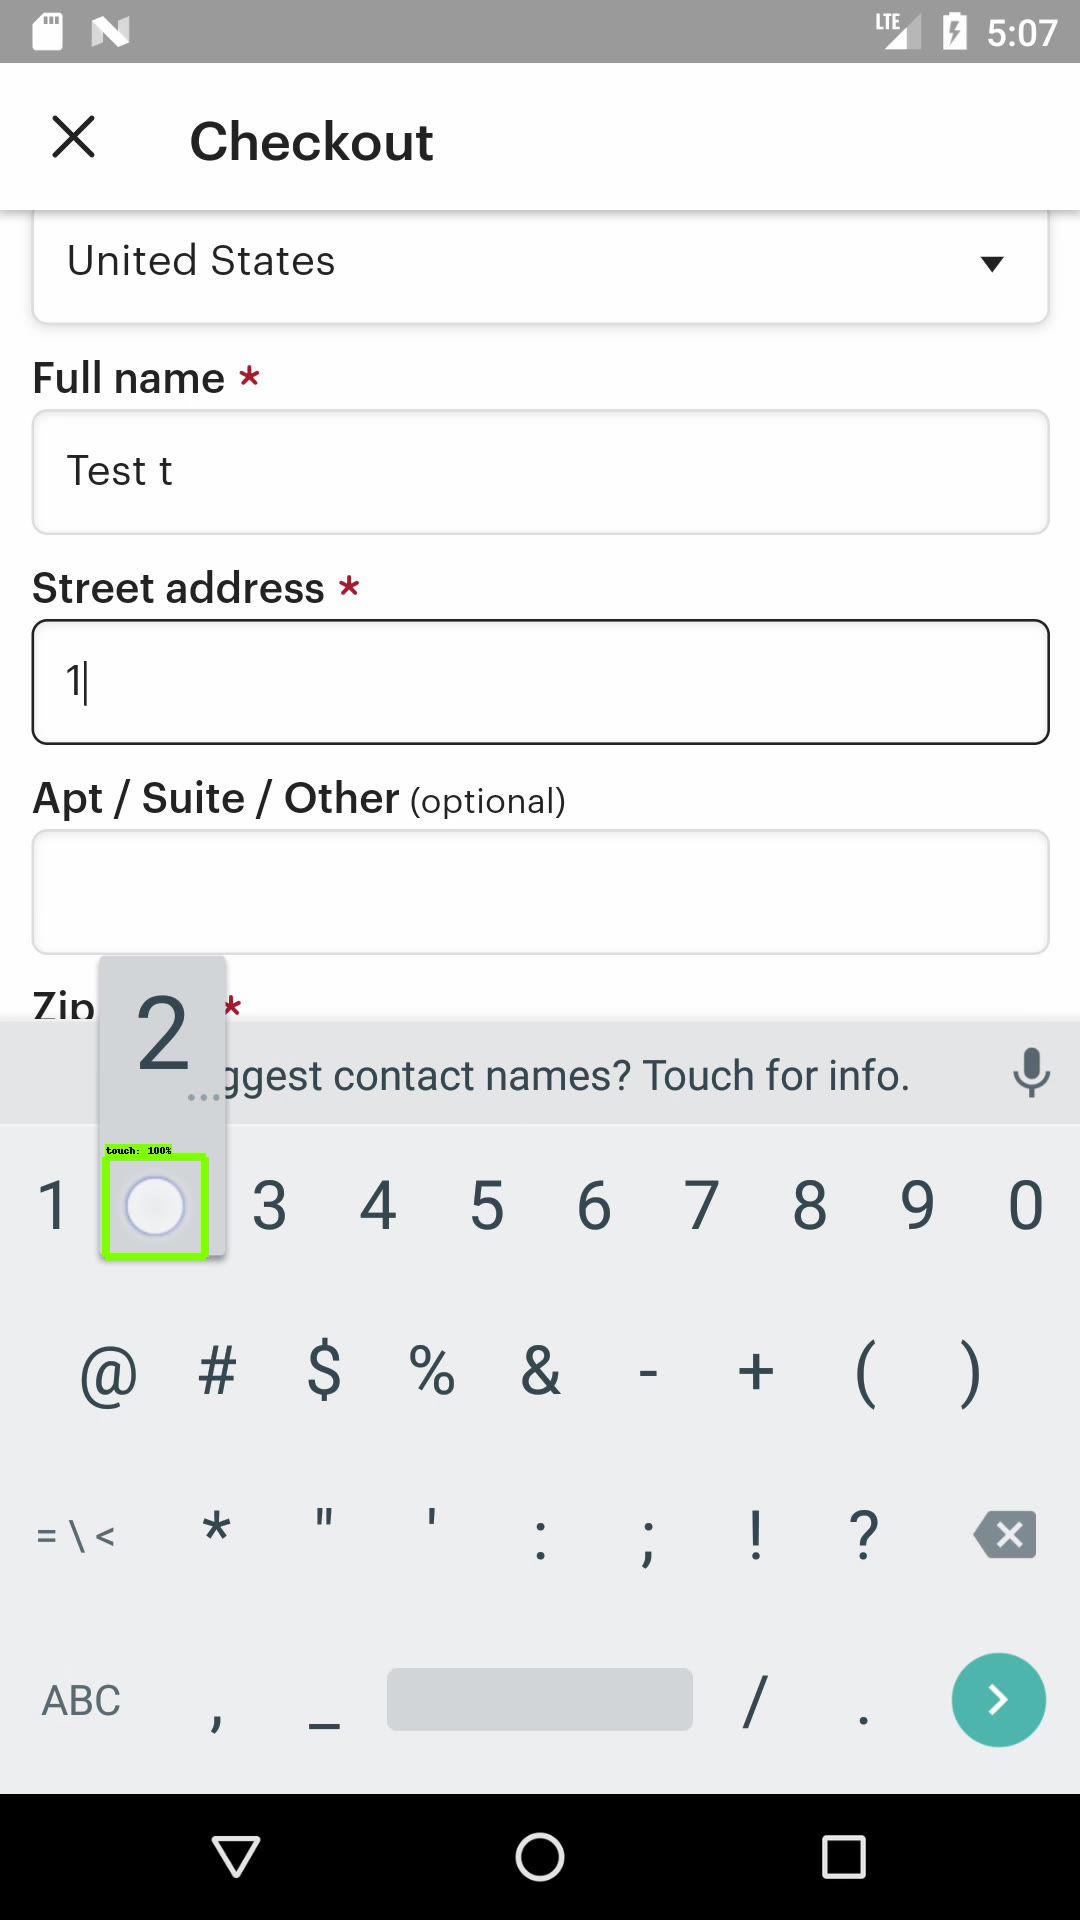 LTE 5:07
Checkout
United States
Full name *
Test t
Street address *
1
Apt / Suite / Other (optional)
Zip *
2
... ggest contact names? Touch for info.
touch: 100%
1 3 4 5 6 7 8 9 0
@ # $ % & - + ( )
= \ < * " ' : ; ! ?
ABC , _ / .